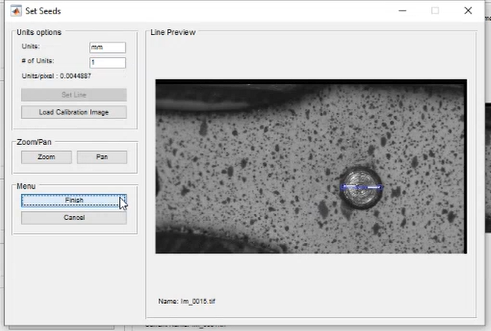 Set Seeds
Units options
Units:
mm
# of Units:
1
Units/pixel : 0.0044887
Set Line
Load Calibration Image
Zoom/Pan
Zoom
Pan
Menu
Finish
Cancel
Line Preview
Name: Im_0015.tif